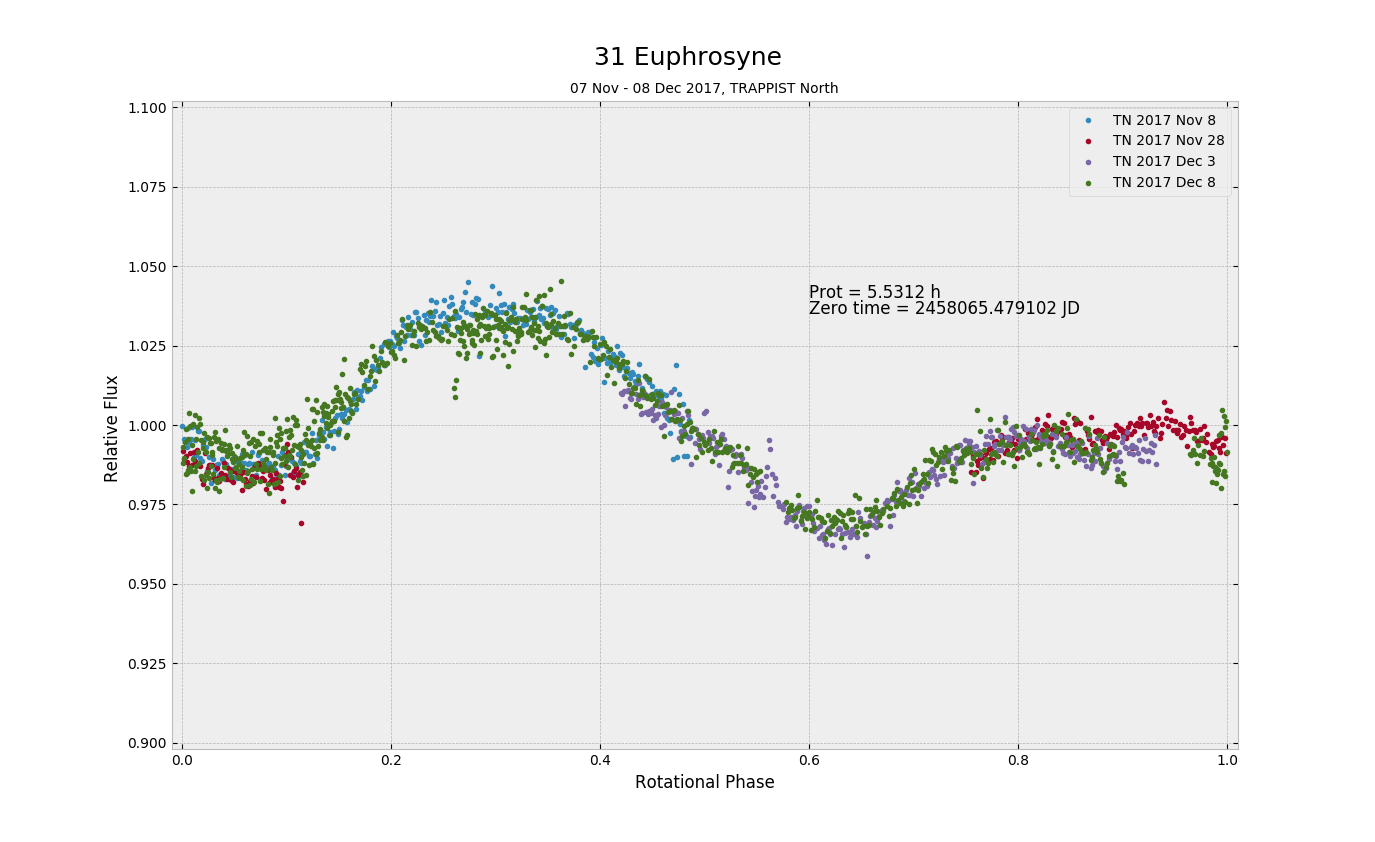 31 Euphrosyne
07 Nov - 08 Dec 2017, TRAPPIST North
1.100
1.075
1.050
1.025
1.000
0.975
0.950
0.925
0.900
Relative Flux
TN 2017 Nov 8
TN 2017 Nov 28
TN 2017 Dec 3
TN 2017 Dec 8
Prot = 5.5312 h
Zero time = 2458065.479102 JD
0.0 0.2 0.4 0.6 0.8 1.0
Rotational Phase